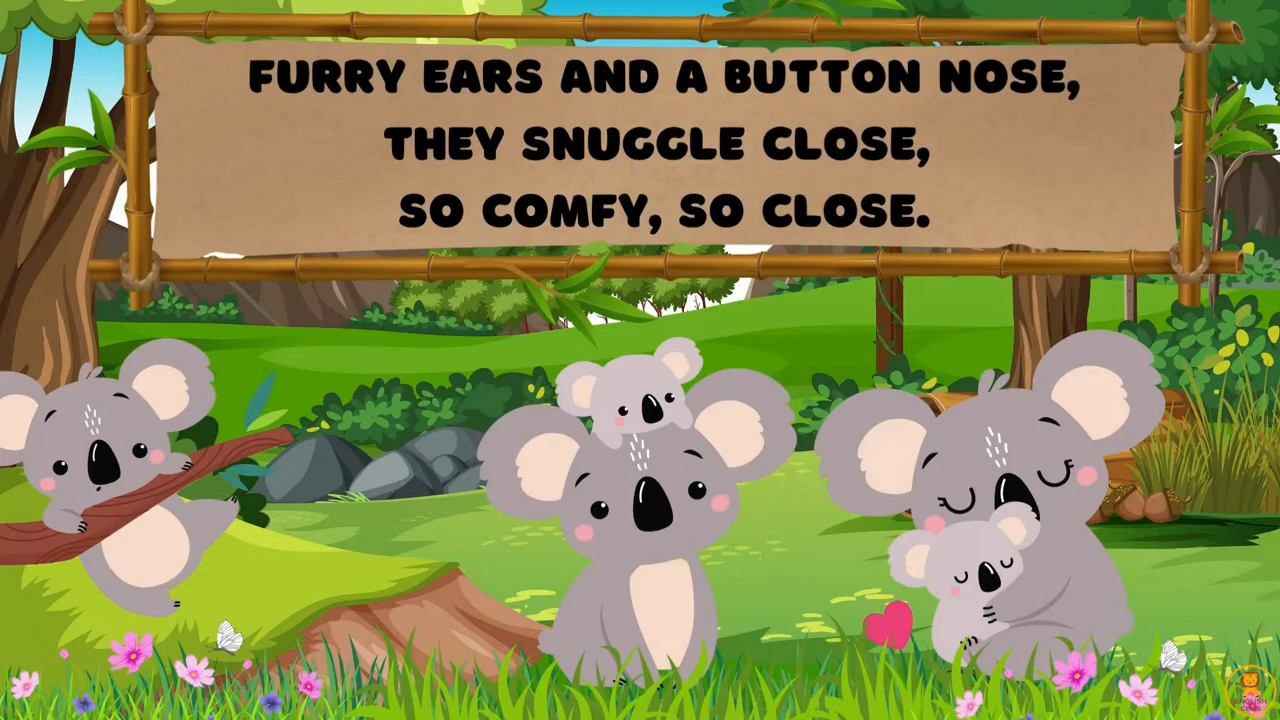 FURRY EARS AND A BUTTON NOSE,
THEY SNUGGLE CLOSE,
SO COMFY, SO CLOSE.